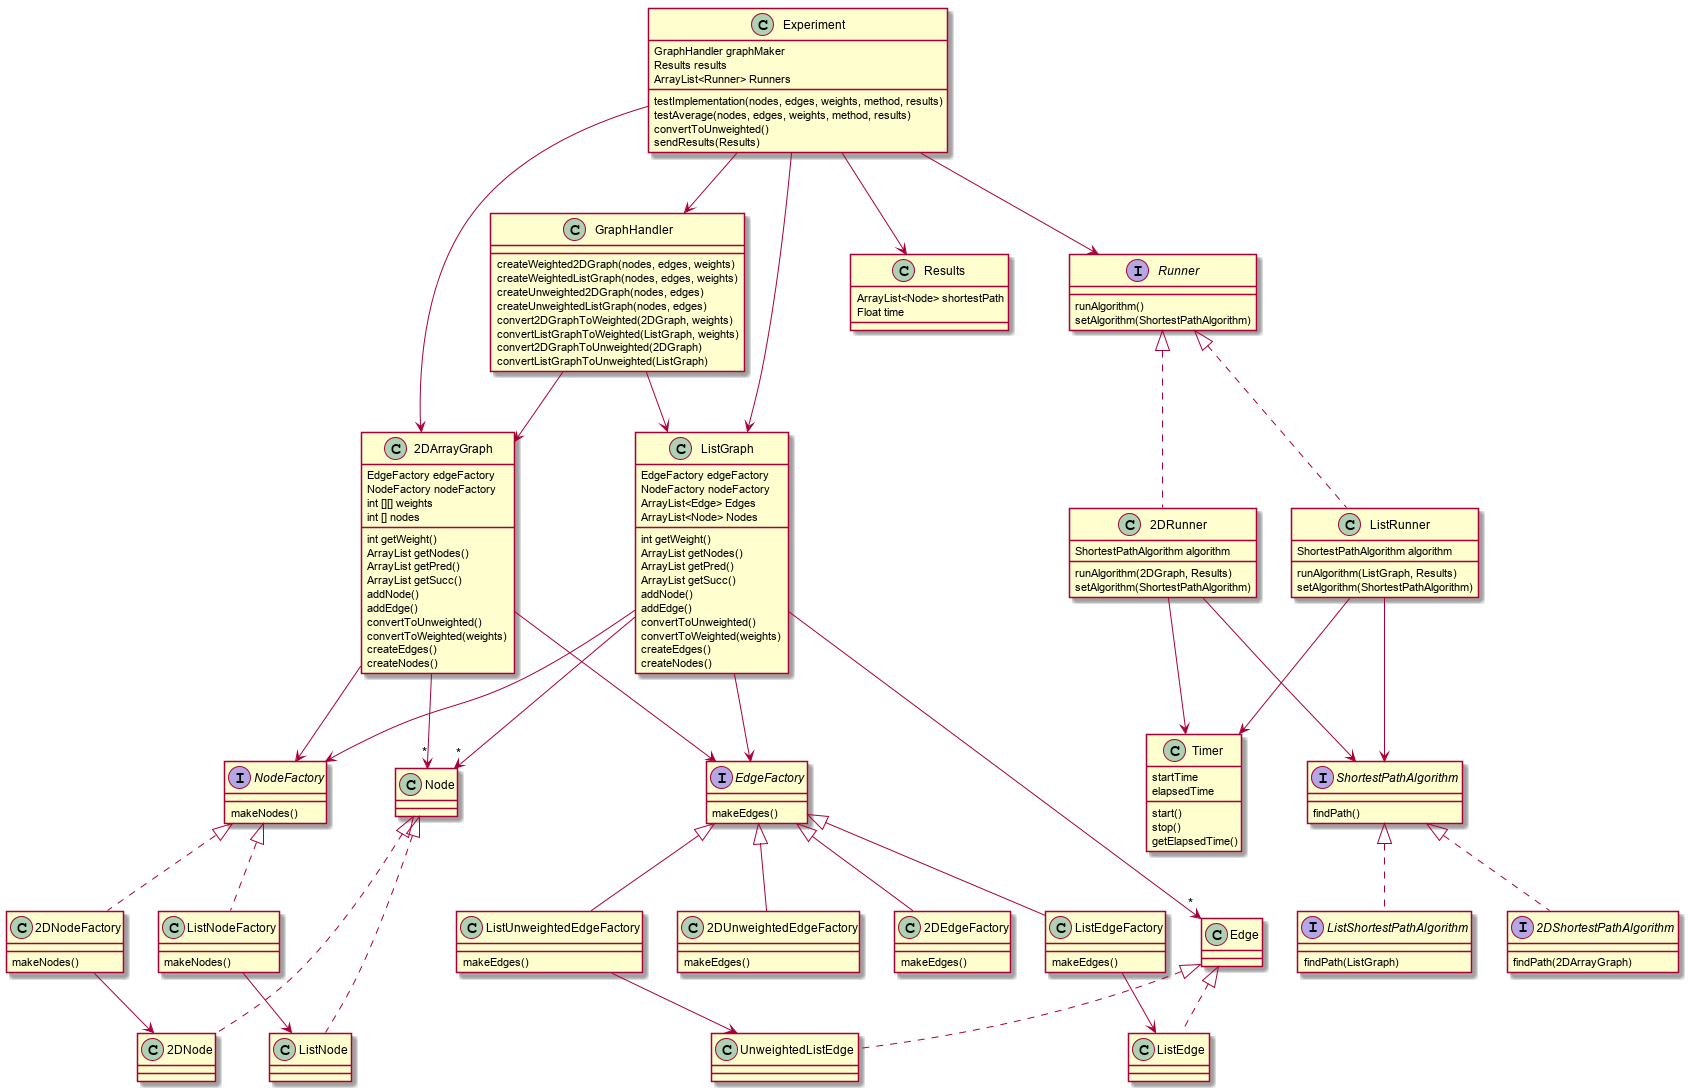 C Experiment
GraphHandler graphMaker
Results results
ArrayList<Runner> Runners
testImplementation(nodes, edges, weights, method, results)
testAverage(nodes, edges, weights, method, results)
convertToUnweighted()
sendResults(Results)
C GraphHandler
createWeighted2DGraph(nodes, edges, weights)
createWeightedListGraph(nodes, edges, weights)
createUnweighted2DGraph(nodes, edges)
createUnweightedListGraph(nodes, edges)
convert2DGraphToWeighted(2DGraph, weights)
convertListGraphToWeighted(ListGraph, weights)
convert2DGraphToUnweighted(2DGraph)
convertListGraphToUnweighted(ListGraph)
C Results
ArrayList<Node> shortestPath
Float time
I Runner
runAlgorithm()
setAlgorithm(ShortestPathAlgorithm)
C 2DArrayGraph
EdgeFactory edgeFactory
NodeFactory nodeFactory
int [][] weights
int [] nodes
int getWeight()
ArrayList getNodes()
ArrayList getPred()
ArrayList getSucc()
addNode()
addEdge()
convertToUnweighted()
convertToWeighted(weights)
createEdges()
createNodes()
C ListGraph
EdgeFactory edgeFactory
NodeFactory nodeFactory
ArrayList<Edge> Edges
ArrayList<Node> Nodes
int getWeight()
ArrayList getNodes()
ArrayList getPred()
ArrayList getSucc()
addNode()
addEdge()
convertToUnweighted()
convertToWeighted(weights)
createEdges()
createNodes()
C 2DRunner
ShortestPathAlgorithm algorithm
runAlgorithm(2DGraph, Results)
setAlgorithm(ShortestPathAlgorithm)
C ListRunner
ShortestPathAlgorithm algorithm
runAlgorithm(ListGraph, Results)
setAlgorithm(ShortestPathAlgorithm)
* *
I NodeFactory
makeNodes()
C Node
I EdgeFactory
makeEdges()
C Timer
startTime
elapsedTime
start()
stop()
getElapsedTime()
I ShortestPathAlgorithm
findPath()
*
C 2DNodeFactory
makeNodes()
C ListNodeFactory
makeNodes()
C ListUnweightedEdgeFactory
makeEdges()
C 2DUnweightedEdgeFactory
makeEdges()
C 2DEdgeFactory
makeEdges()
C ListEdgeFactory
makeEdges()
C Edge
I ListShortestPathAlgorithm
findPath(ListGraph)
I 2DShortestPathAlgorithm
findPath(2DArrayGraph)
C 2DNode
C ListNode
C UnweightedListEdge
C ListEdge